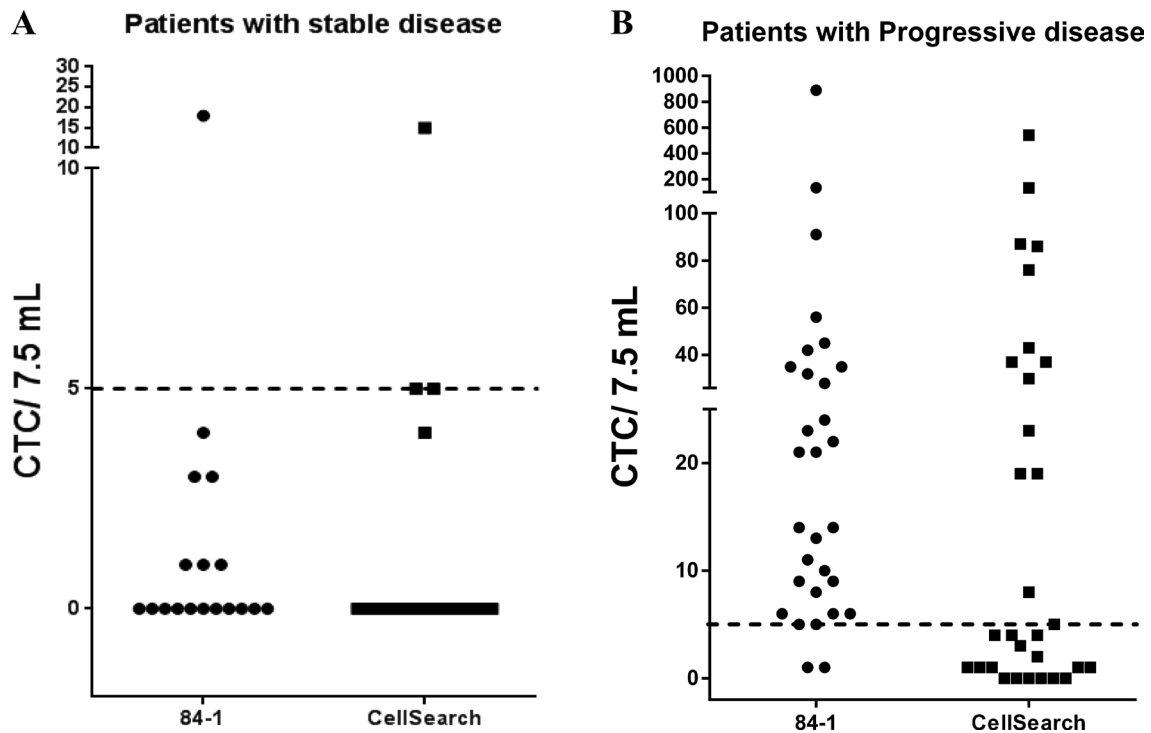 A
Patients with stable disease
30
25
20
15
10
10
5
0
CTC/ 7.5 mL
84-1
CellSearch
B
Patients with Progressive disease
1000
800
600
400
200
100
80
60
40
20
10
0
CTC/ 7.5 mL
84-1
CellSearch